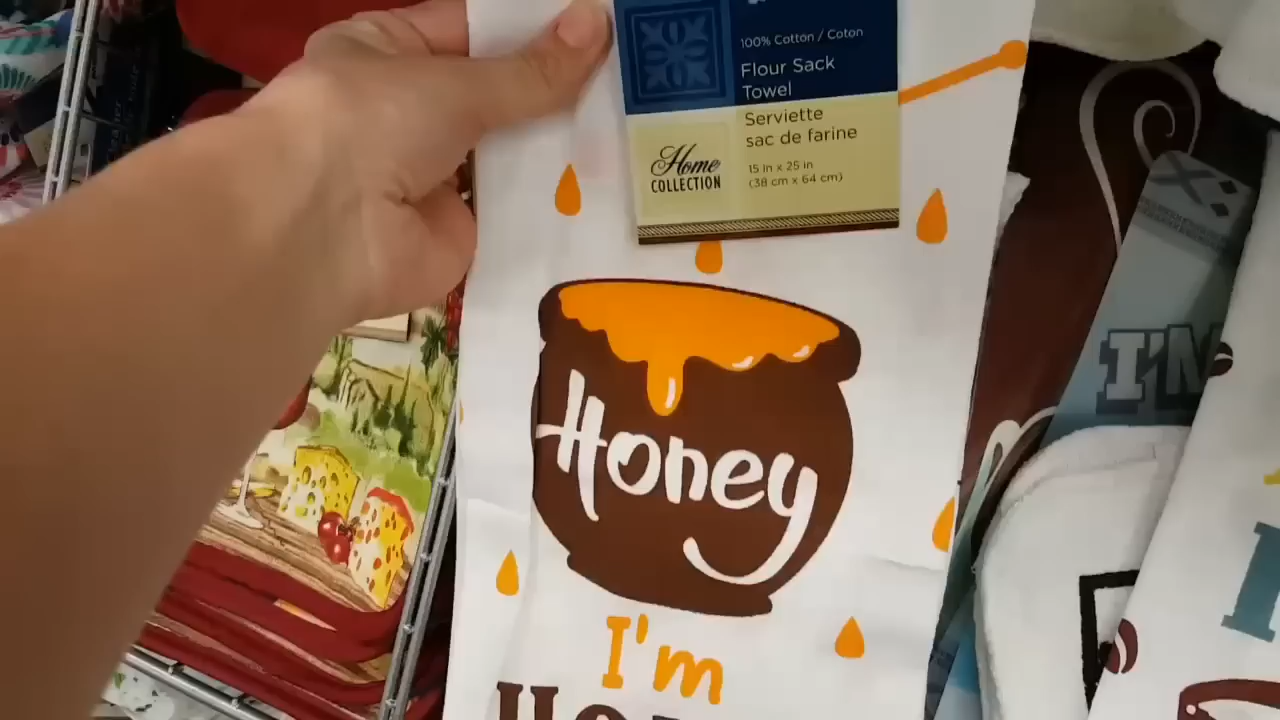 100% Cotton / Coton
Flour Sack
Towel
Serviette
sac de farine
Home
COLLECTION
15 in x 25 in
(38 cm x 64 cm)
Honey
I'm
I'M